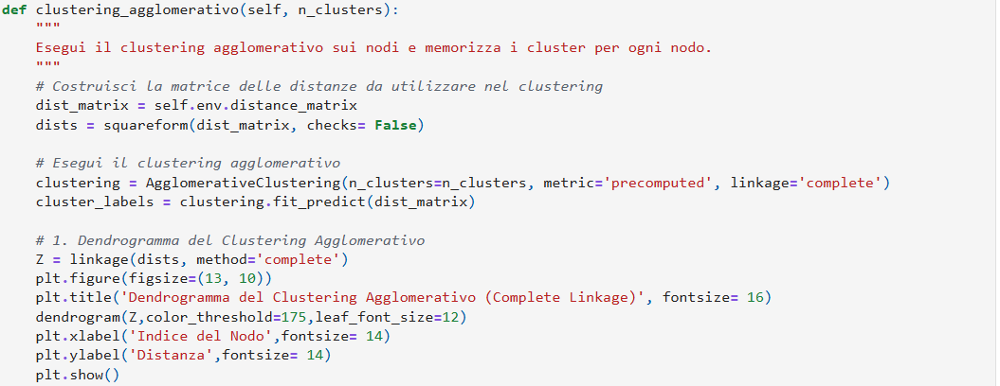 def clustering_agglomerativo(self, n_clusters):
    """
    Esegui il clustering agglomerativo sui nodi e memorizza i cluster per ogni nodo.
    """
    # Costruisci la matrice delle distanze da utilizzare nel clustering
    dist_matrix = self.env.distance_matrix
    dists = squareform(dist_matrix, checks= False)

    # Esegui il clustering agglomerativo
    clustering = AgglomerativeClustering(n_clusters=n_clusters, metric='precomputed', linkage='complete')
    cluster_labels = clustering.fit_predict(dist_matrix)

    # 1. Dendrogramma del Clustering Agglomerativo
    Z = linkage(dists, method='complete')
    plt.figure(figsize=(13, 10))
    plt.title('Dendrogramma del Clustering Agglomerativo (Complete Linkage)', fontsize= 16)
    dendrogram(Z,color_threshold=175,leaf_font_size=12)
    plt.xlabel('Indice del Nodo',fontsize= 14)
    plt.ylabel('Distanza',fontsize= 14)
    plt.show()